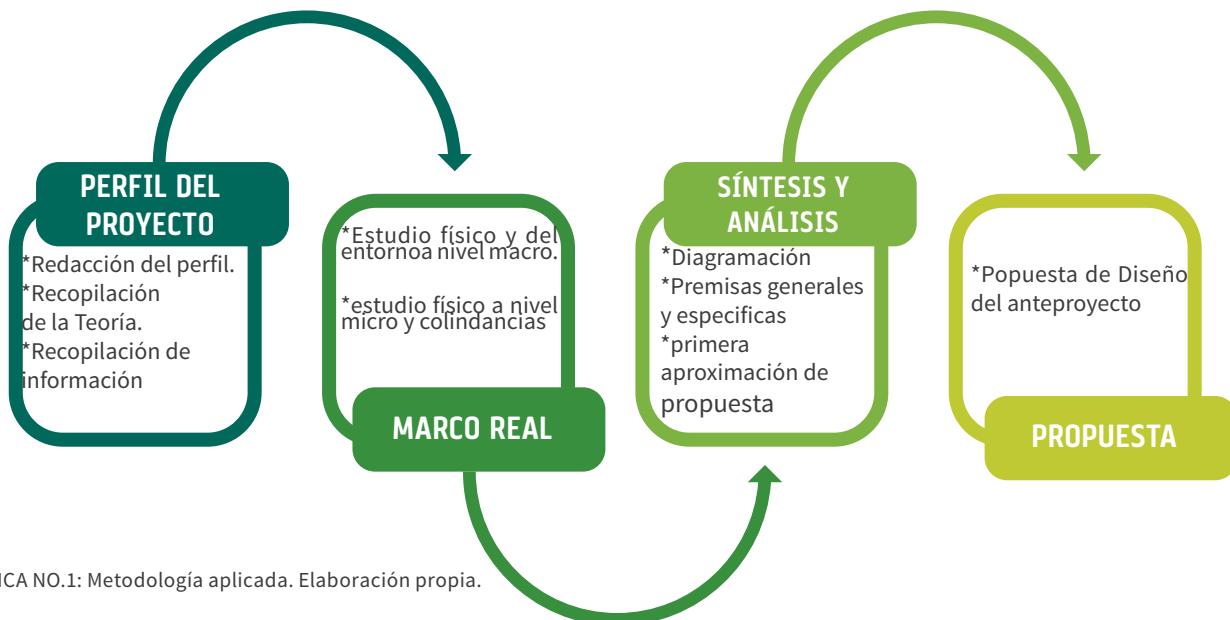 PERFIL DEL
PROYECTO
*Redacción del perfil.
*Recopilación
de la Teoría.
*Recopilación de
información
*Estudio físico y del
entornoa nivel macro.
*estudio físico a nivel
micro y colindancias
MARCO REAL
SÍNTESIS Y
ANÁLISIS
*Diagramación
*Premisas generales
y especificas
*primera
aproximación de
propuesta
*Popuesta de Diseño
del anteproyecto
PROPUESTA
ICA NO.1: Metodología aplicada. Elaboración propia.